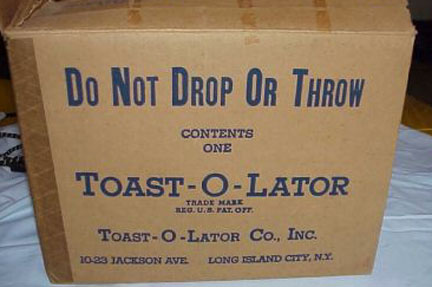 DO NOT DROP OR THROW
CONTENTS
ONE
TOAST-O-LATOR
TRADE MARK
REG. U.S. PAT. OFF.
TOAST-O-LATOR CO., INC.
10-23 JACKSON AVE. LONG ISLAND CITY, N.Y.